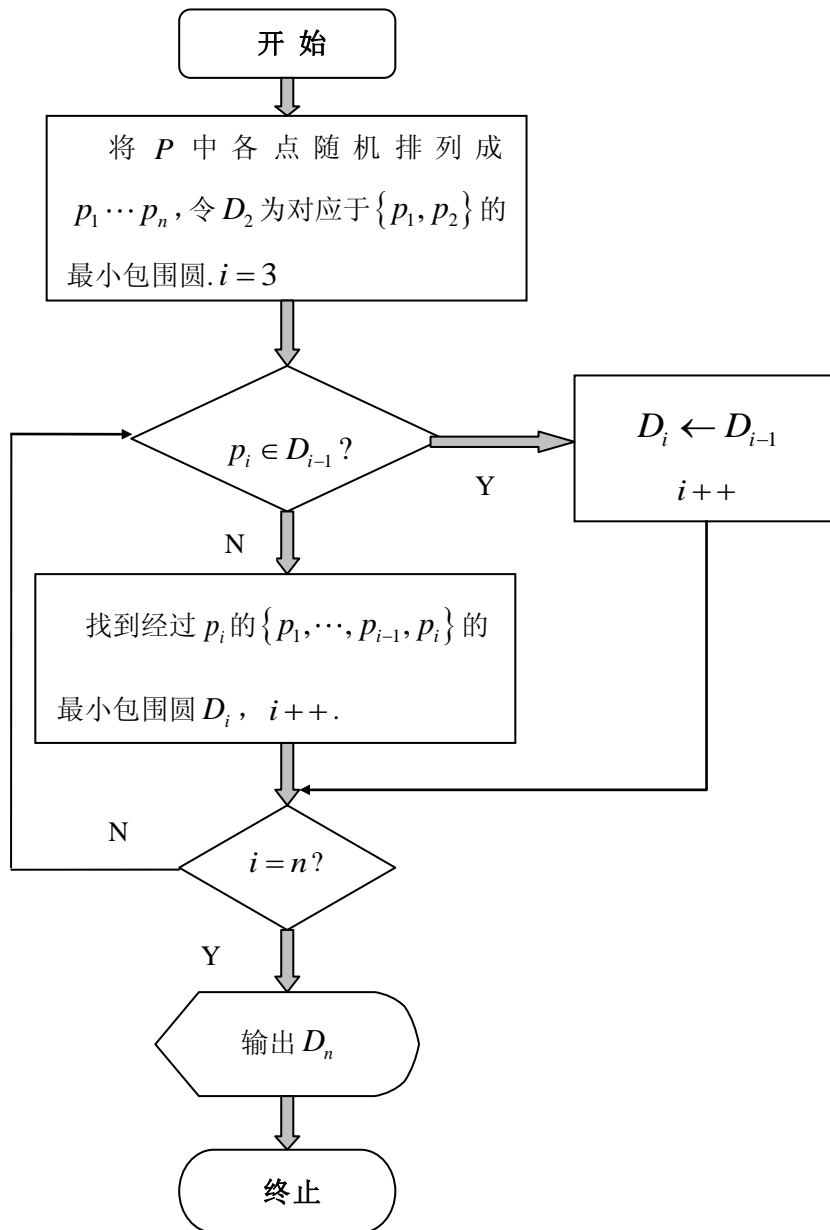 开 始
将 P 中各点随机排列成
p₁⋯pₙ,令 D₂ 为对应于{p₁, p₂}的
最小包围圆. i = 3
pᵢ ∈ Dᵢ₋₁?
Y
Dᵢ ← Dᵢ₋₁
i++
N
找到经过 pᵢ 的{p₁,⋯, pᵢ₋₁, pᵢ}的
最小包围圆 Dᵢ, i++.
N
i = n?
Y
输出 Dₙ
终止